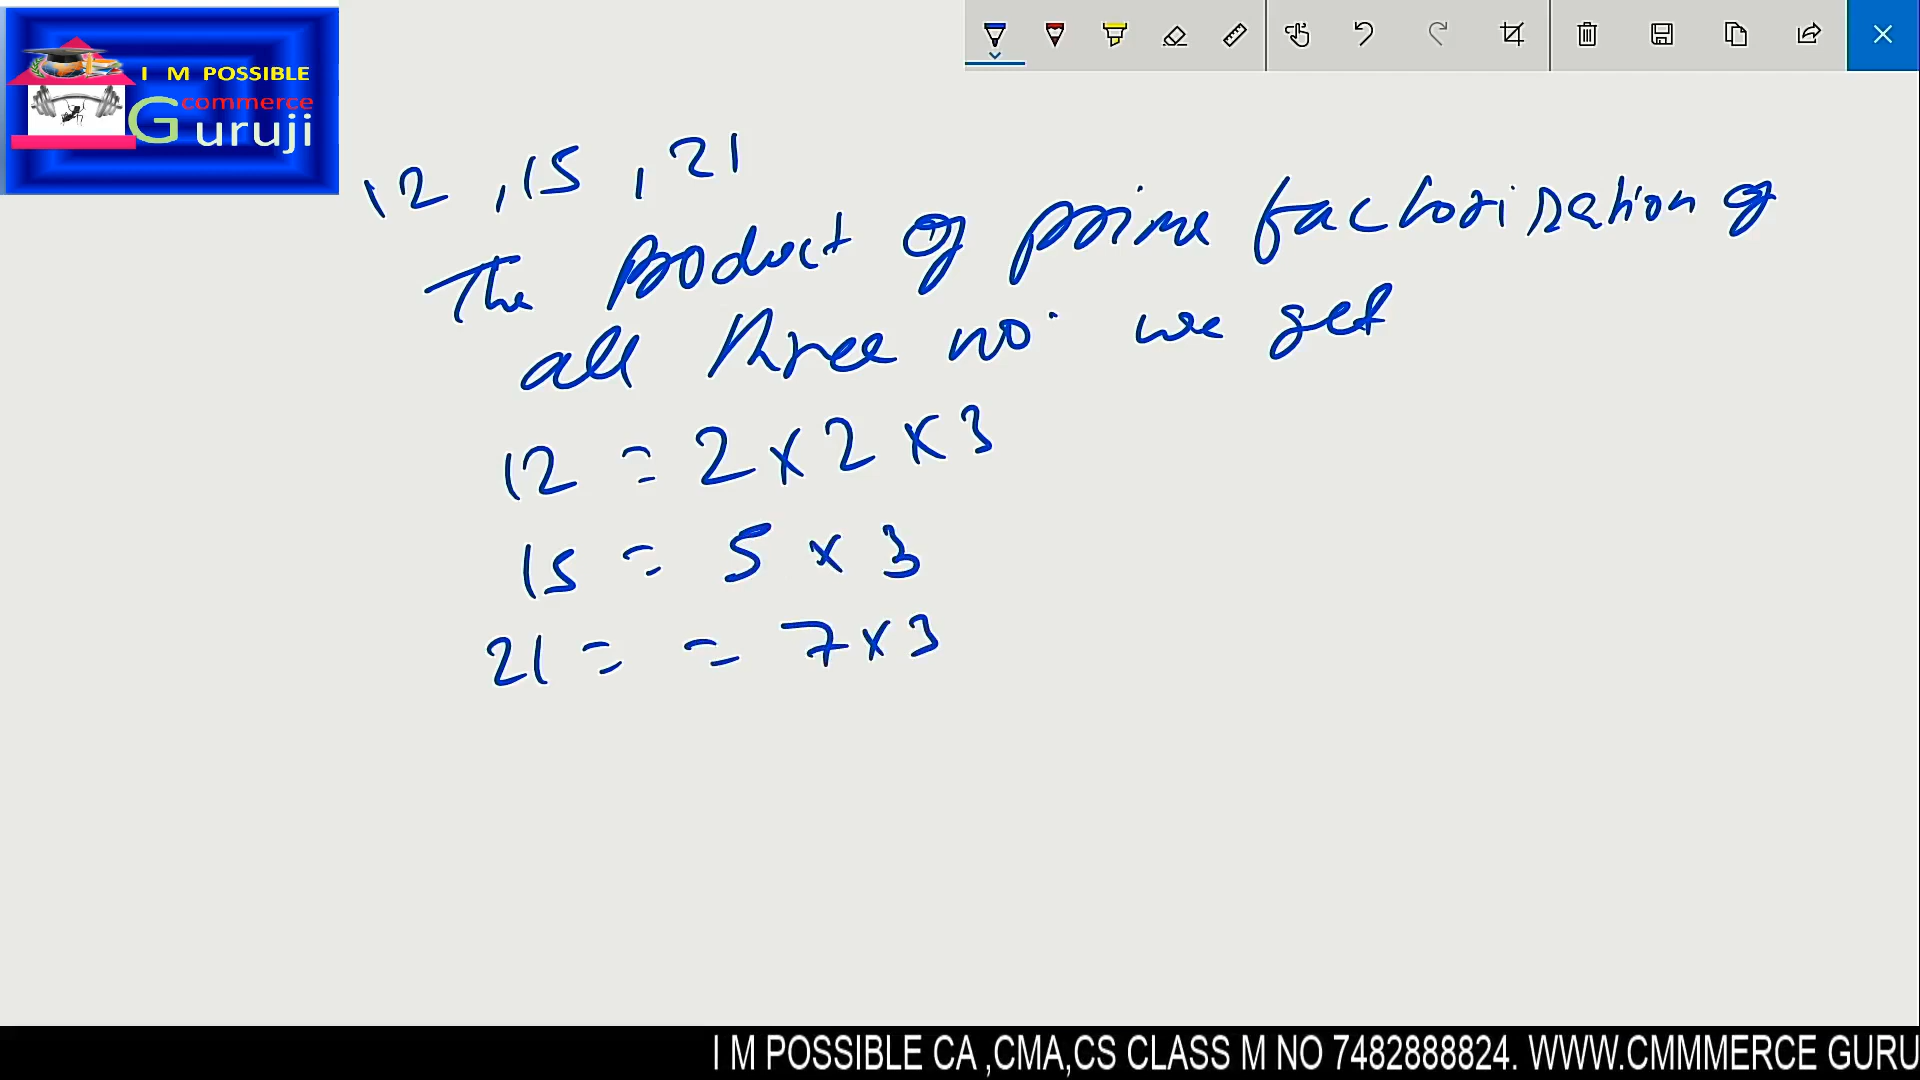 I M POSSIBLE
commerce
Guruji
12 , 15 , 21
The product of prime factorisation of
all three no. we get
12 = 2 x 2 x 3
15 = 5 x 3
21 = = 7 x 3
I M POSSIBLE CA ,CMA,CS CLASS M NO 7482888824. WWW.CMMMERCE GURU